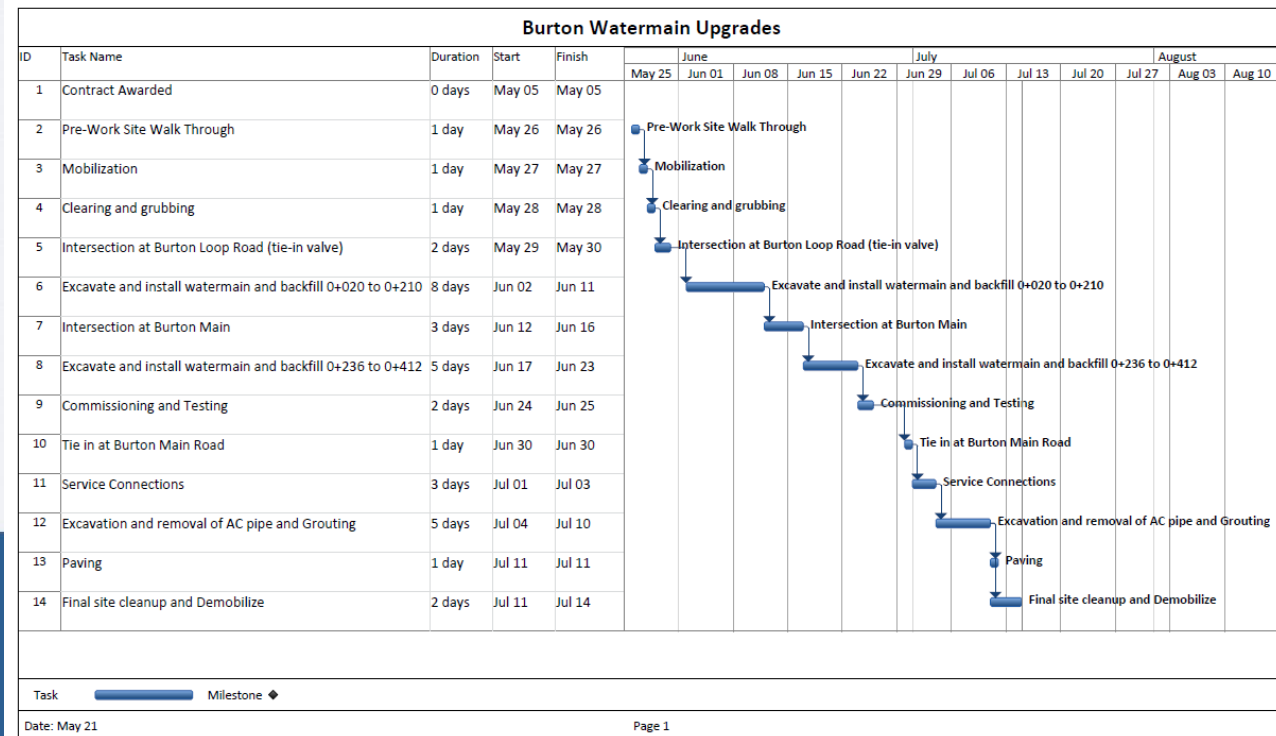 Burton Watermain Upgrades
ID Task Name Duration Start Finish June July August
May 25 Jun 01 Jun 08 Jun 15 Jun 22 Jun 29 Jul 06 Jul 13 Jul 20 Jul 27 Aug 03 Aug 10
1 Contract Awarded 0 days May 05 May 05
2 Pre-Work Site Walk Through 1 day May 26 May 26 Pre-Work Site Walk Through
3 Mobilization 1 day May 27 May 27 Mobilization
4 Clearing and grubbing 1 day May 28 May 28 Clearing and grubbing
5 Intersection at Burton Loop Road (tie-in valve) 2 days May 29 May 30 Intersection at Burton Loop Road (tie-in valve)
6 Excavate and install watermain and backfill 0+020 to 0+210 8 days Jun 02 Jun 11 Excavate and install watermain and backfill 0+020 to 0+210
7 Intersection at Burton Main 3 days Jun 12 Jun 16 Intersection at Burton Main
8 Excavate and install watermain and backfill 0+236 to 0+412 5 days Jun 17 Jun 23 Excavate and install watermain and backfill 0+236 to 0+412
9 Commissioning and Testing 2 days Jun 24 Jun 25 Commissioning and Testing
10 Tie in at Burton Main Road 1 day Jun 30 Jun 30 Tie in at Burton Main Road
11 Service Connections 3 days Jul 01 Jul 03 Service Connections
12 Excavation and removal of AC pipe and Grouting 5 days Jul 04 Jul 10 Excavation and removal of AC pipe and Grouting
13 Paving 1 day Jul 11 Jul 11 Paving
14 Final site cleanup and Demobilize 2 days Jul 11 Jul 14 Final site cleanup and Demobilize
Task Milestone
Date: May 21 Page 1